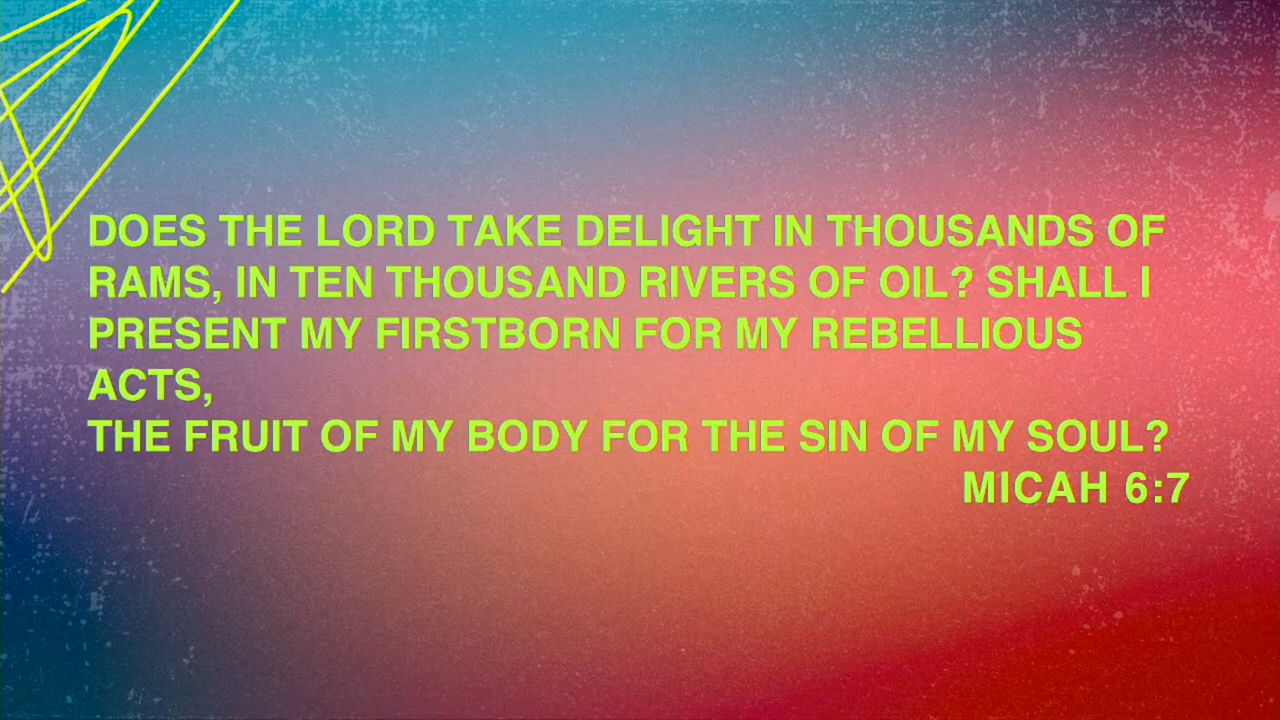 DOES THE LORD TAKE DELIGHT IN THOUSANDS OF
RAMS, IN TEN THOUSAND RIVERS OF OIL? SHALL I
PRESENT MY FIRSTBORN FOR MY REBELLIOUS
ACTS,
THE FRUIT OF MY BODY FOR THE SIN OF MY SOUL?
MICAH 6:7